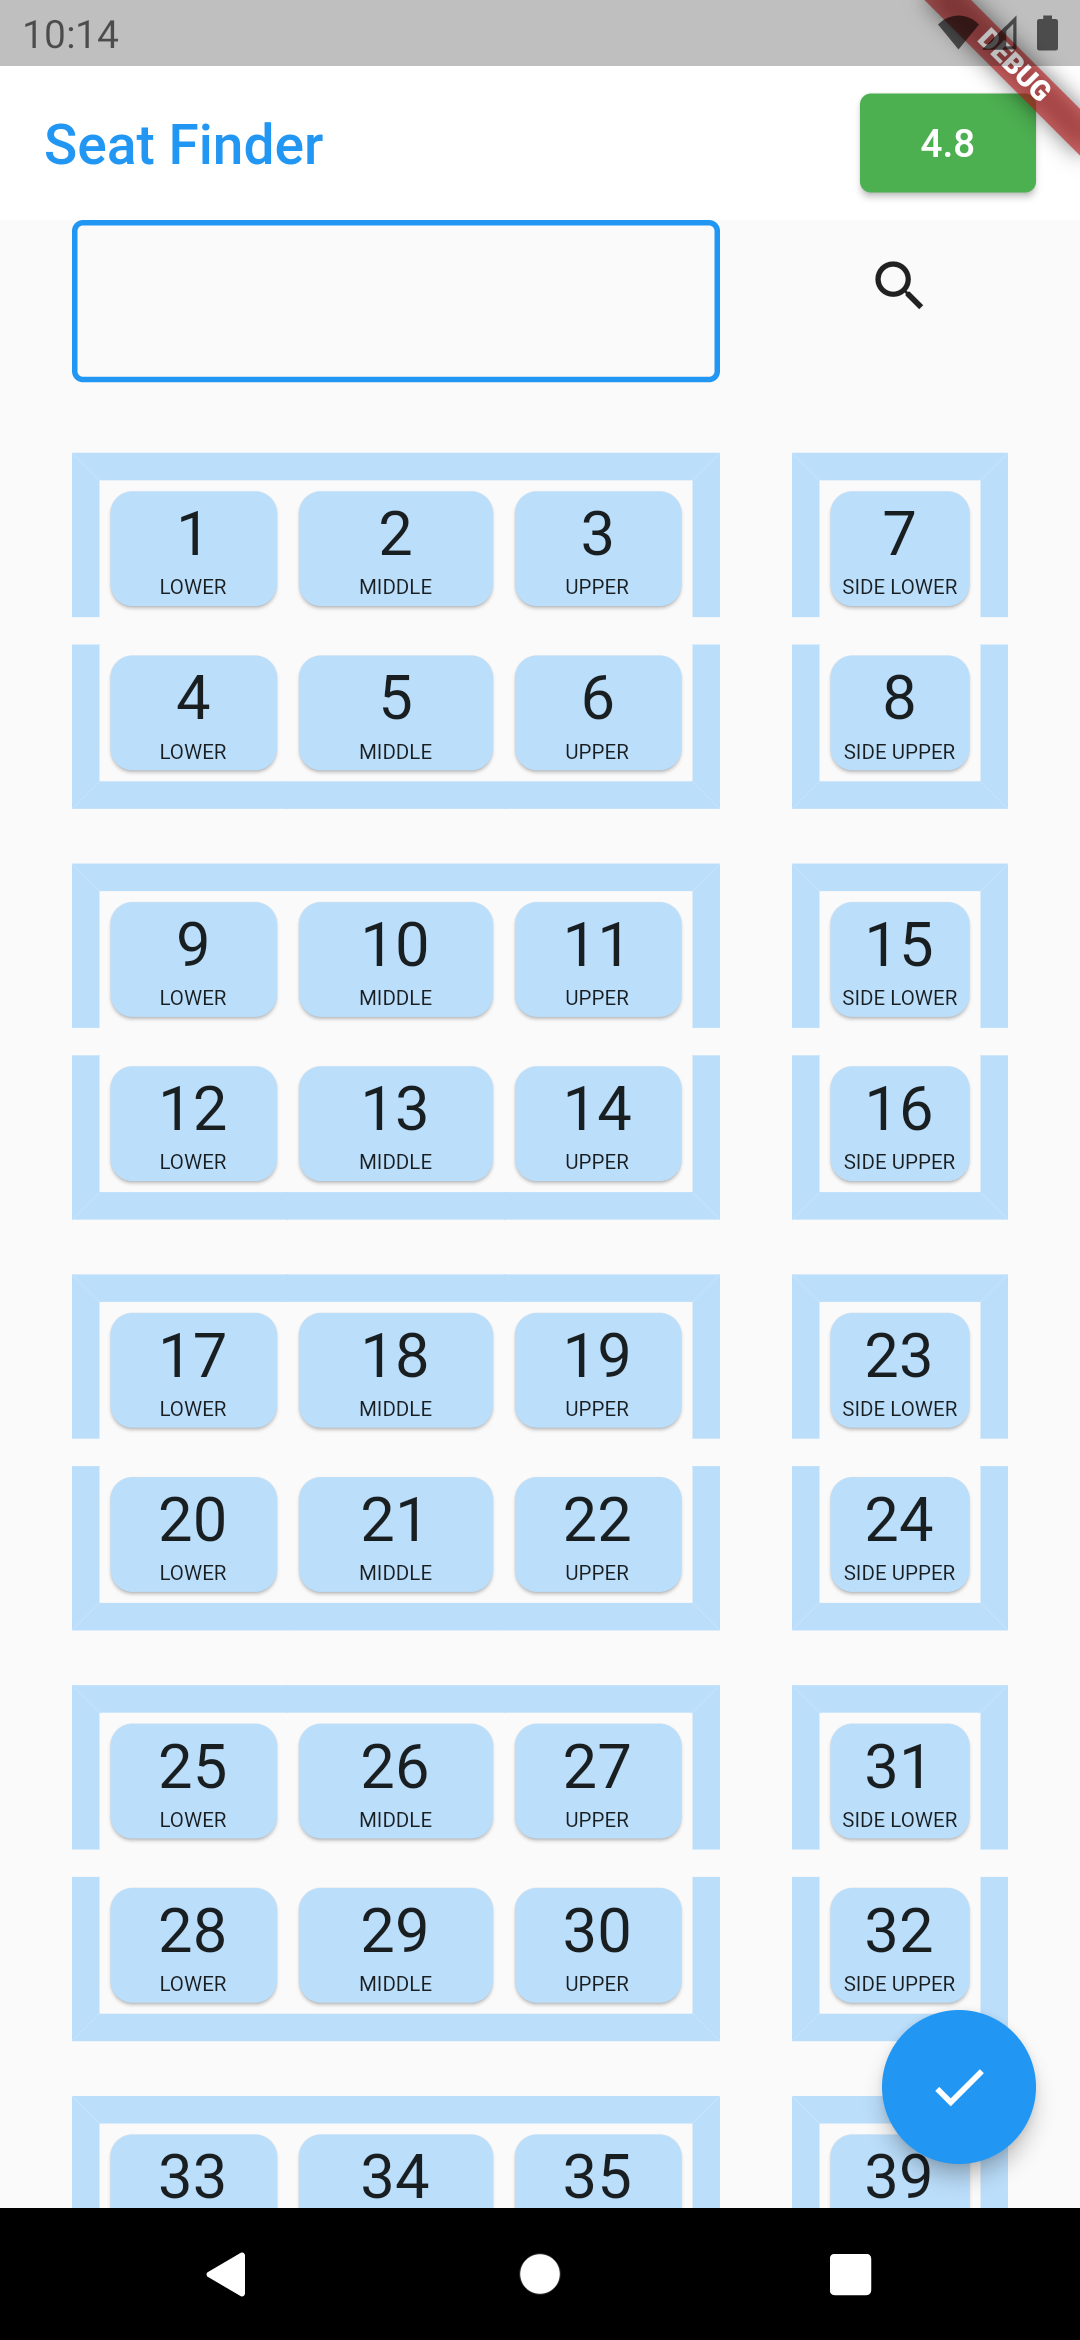 10:14
DEBUG
Seat Finder
4.8
1 2 3 7
LOWER MIDDLE UPPER SIDE LOWER
4 5 6 8
LOWER MIDDLE UPPER SIDE UPPER
9 10 11 15
LOWER MIDDLE UPPER SIDE LOWER
12 13 14 16
LOWER MIDDLE UPPER SIDE UPPER
17 18 19 23
LOWER MIDDLE UPPER SIDE LOWER
20 21 22 24
LOWER MIDDLE UPPER SIDE UPPER
25 26 27 31
LOWER MIDDLE UPPER SIDE LOWER
28 29 30 32
LOWER MIDDLE UPPER SIDE UPPER
33 34 35 39